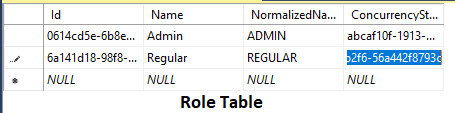 Id Name NormalizedNa... ConcurrencySt...
0614cd5e-6b8e... Admin ADMIN abcaf10f-1913-...
6a141d18-98f8-... Regular REGULAR b2f6-56a442f8793c
NULL NULL NULL NULL
Role Table